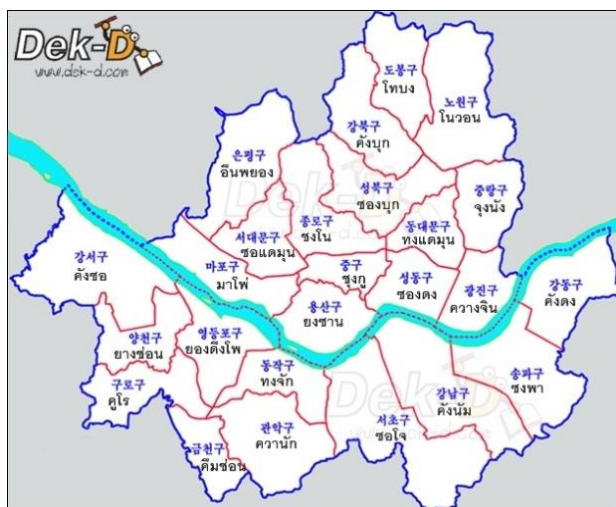 Dek-D
www.dek-d.com
도봉구
โทบง
노원구
โนวอน
강북구
คังบุก
은평구
อึนพยอง
성북구
ซองบุก
중랑구
จุงนัง
종로구
ชงโน
동대문구
ทงแดมุน
서대문구
ซอแดมุน
강서구
คังซอ
마포구
มาโพ่
중구
ชุงกู
성동구
ซองดง
광진구
ควางจิน
강동구
คังดง
용산구
ยงซาน
양천구
ยางช่อน
영등포구
ยองดึงโพ
동작구
ทงจัก
송파구
ซงพา
구로구
คูโร
강남구
คังนัม
서초구
ซอโจ
관악구
ควานัก
금천구
คึมช่อน
Dek-D
Dek-D